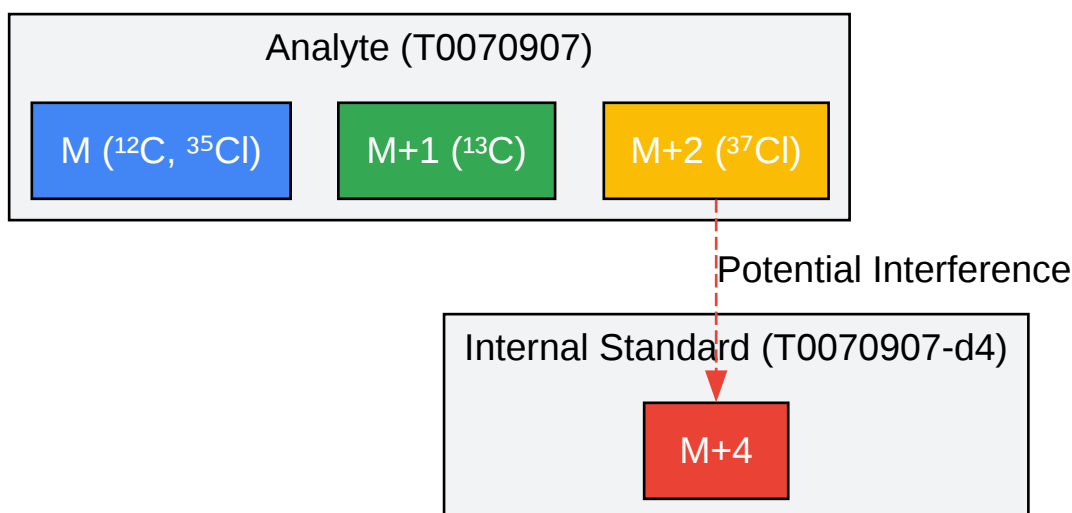 Analyte (T0070907)
M (¹²C, ³⁵Cl)
M+1 (¹³C)
M+2 (³⁷Cl)
Potential Interference
Internal Standard (T0070907-d4)
M+4